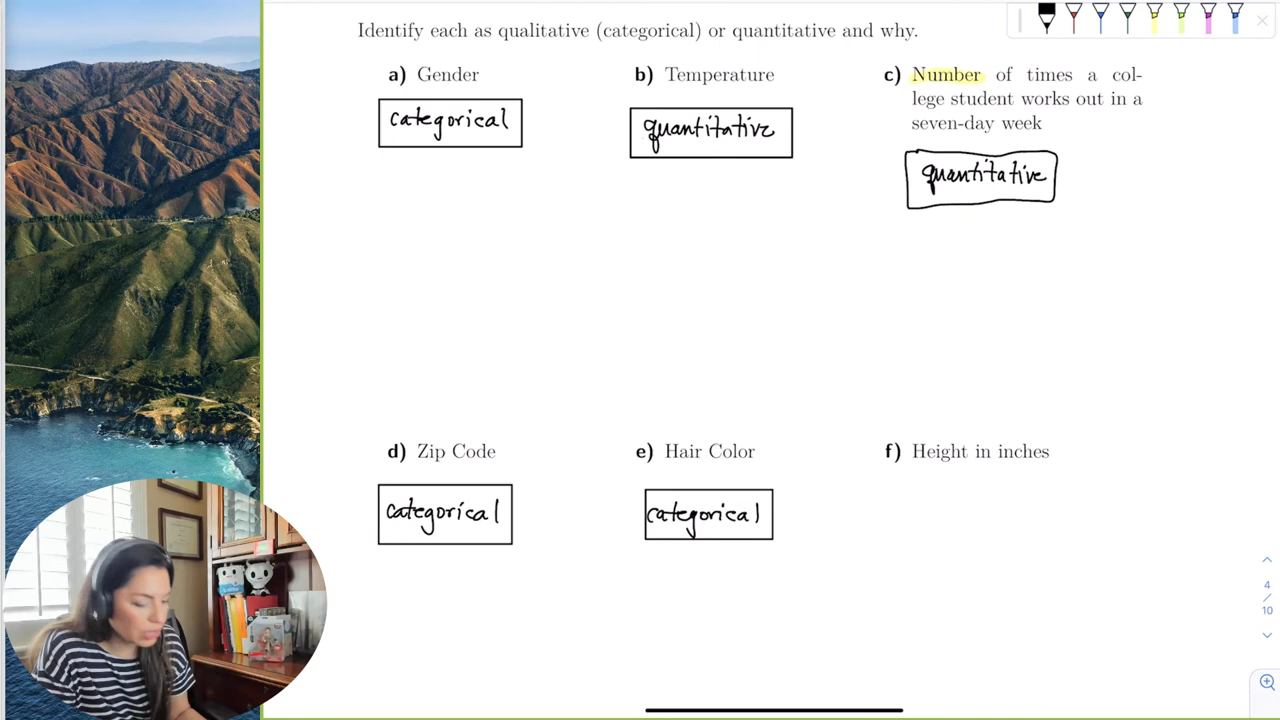 Identify each as qualitative (categorical) or quantitative and why.
a) Gender
categorical
b) Temperature
quantitative
c) Number of times a col-
lege student works out in a
seven-day week
quantitative
d) Zip Code
categorical
e) Hair Color
categorical
f) Height in inches
4
/
10